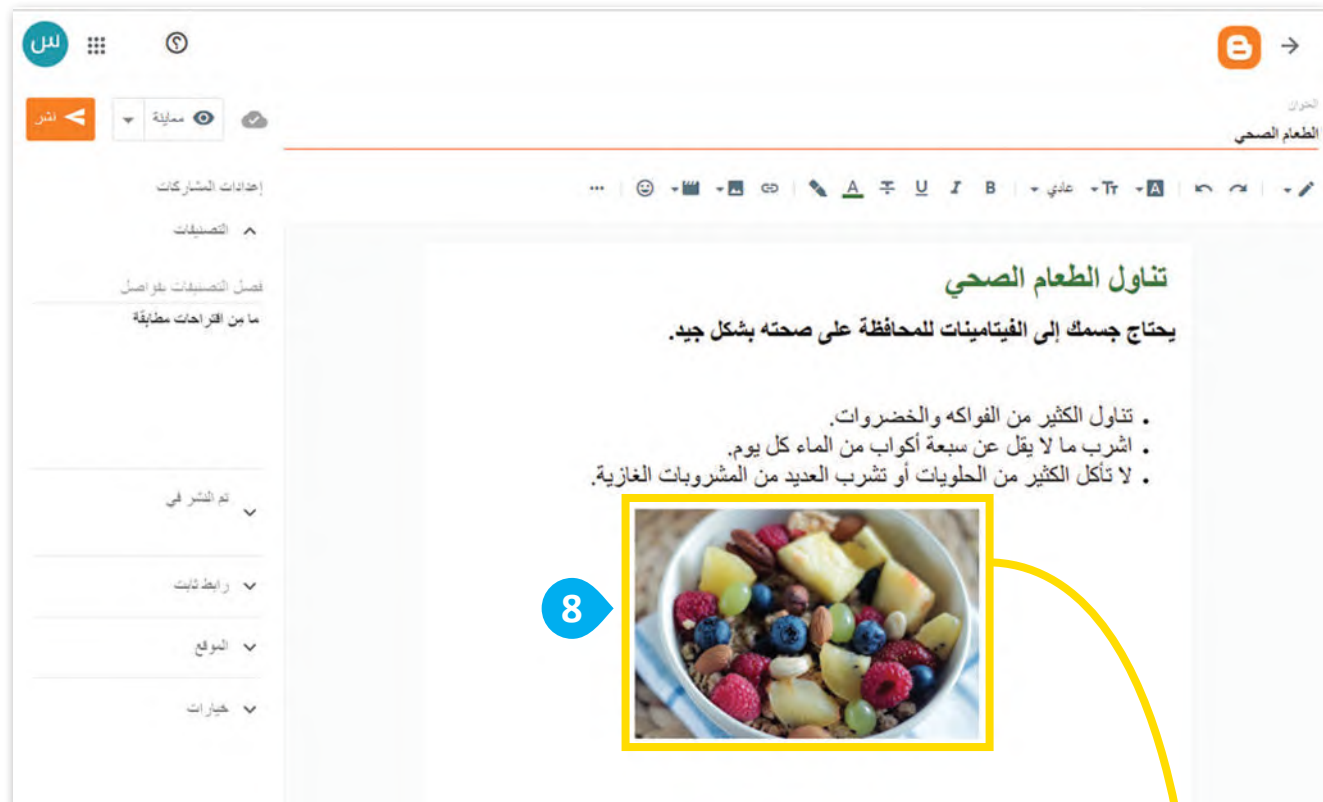 س
العنوان
الطعام الصحي
نشر
معاينة
عادي
B I U A
Tт
A
إعدادات المشاركات
التصنيفات
فصل التصنيفات بفواصل
ما من اقتراحات مطابقة
تم النشر في
رابط ثابت
الموقع
خيارات
تناول الطعام الصحي
يحتاج جسمك إلى الفيتامينات للمحافظة على صحته بشكل جيد.
• تناول الكثير من الفواكه والخضروات.
• اشرب ما لا يقل عن سبعة أكواب من الماء كل يوم.
• لا تأكل الكثير من الحلويات أو تشرب العديد من المشروبات الغازية.
8